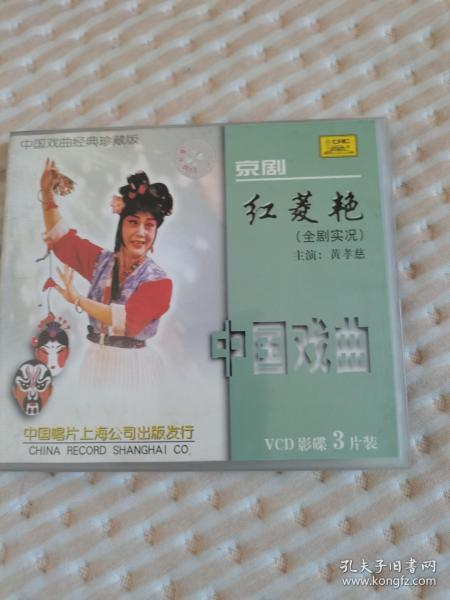 中国戏曲经典珍藏版
CRC
京剧
红菱艳
(全剧实况)
主演：黄孝慈
中国戏曲
中国唱片上海公司出版发行
CHINA RECORD SHANGHAI CO.
VCD 影碟 3 片装
孔夫子旧书网
www.kongfz.com